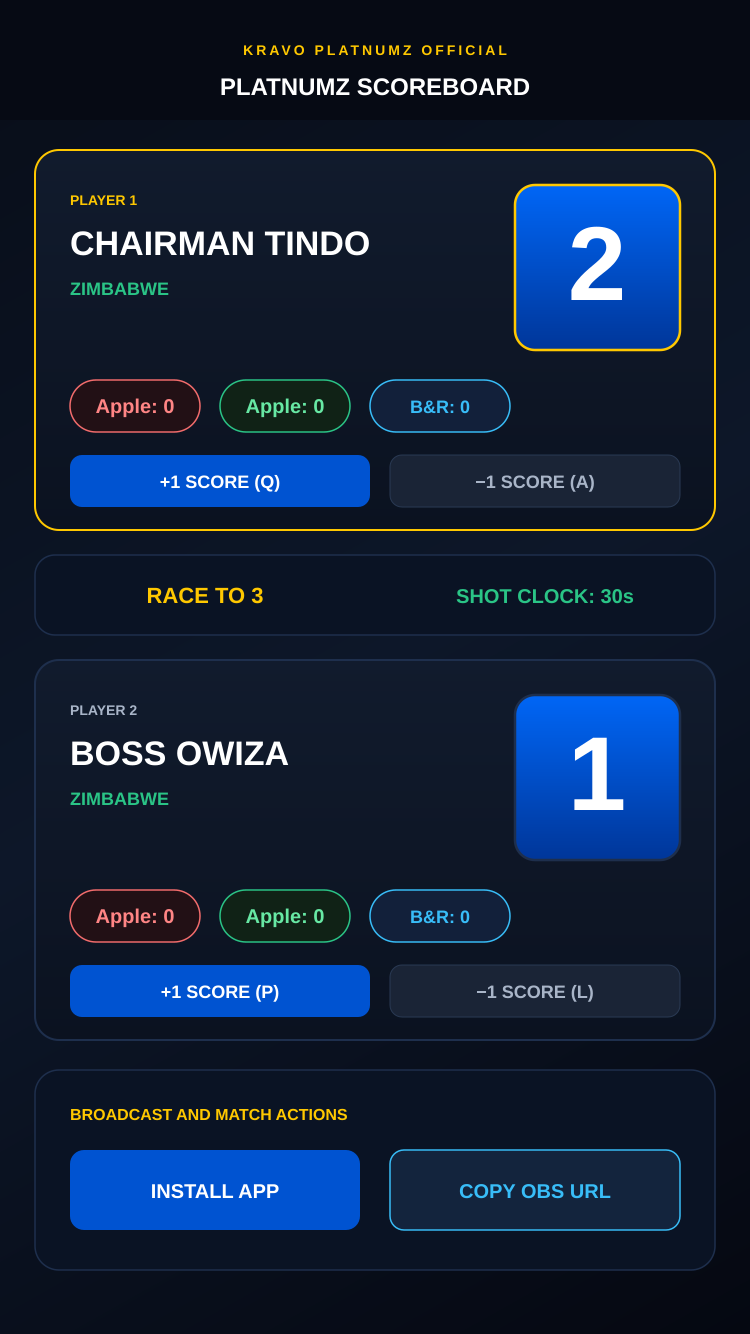 KRAVO PLATNUMZ OFFICIAL
PLATNUMZ SCOREBOARD
PLAYER 1
CHAIRMAN TINDO
ZIMBABWE
2
Apple: 0
Apple: 0
B&R: 0
+1 SCORE (Q)
−1 SCORE (A)
RACE TO 3
SHOT CLOCK: 30s
PLAYER 2
BOSS OWIZA
ZIMBABWE
1
Apple: 0
Apple: 0
B&R: 0
+1 SCORE (P)
−1 SCORE (L)
BROADCAST AND MATCH ACTIONS
INSTALL APP
COPY OBS URL